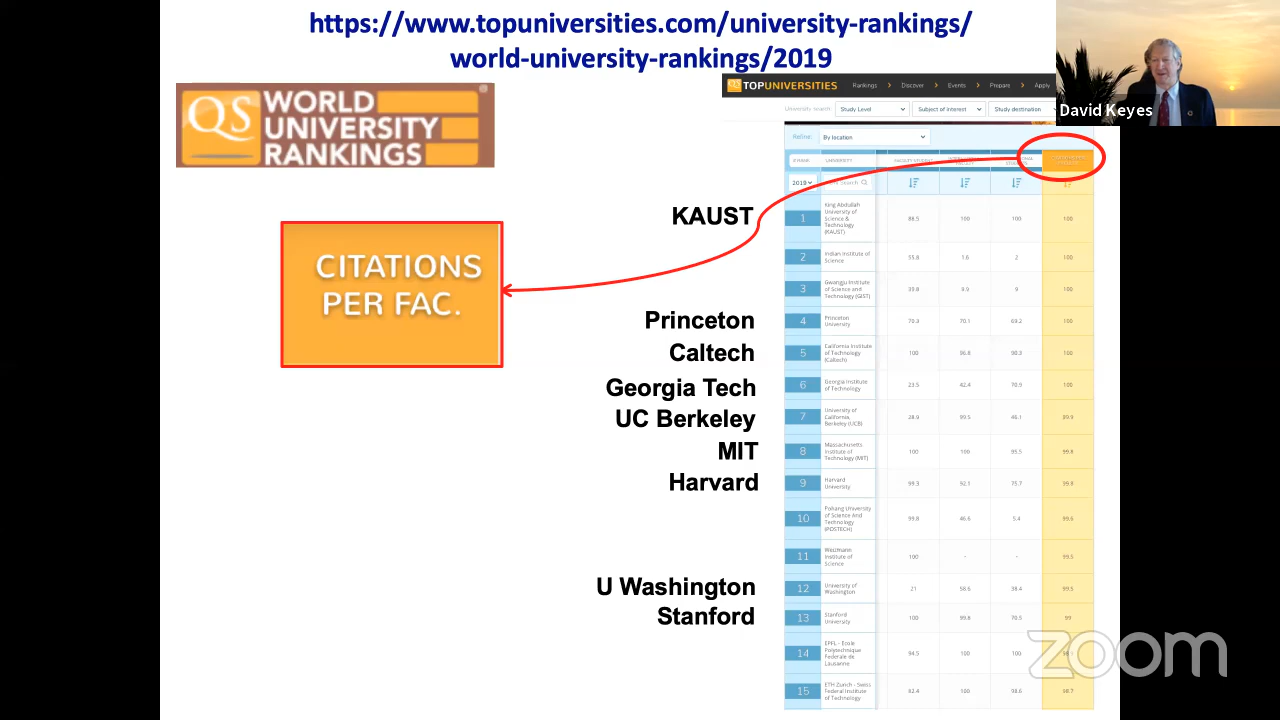 https://www.topuniversities.com/university-rankings/
world-university-rankings/2019
David Keyes
QS WORLD
UNIVERSITY
RANKINGS
QS TOPUNIVERSITIES
Rankings Discover Events Prepare Apply
University search Study Level Subject of interest Study destination
Refine: By location
# RANK UNIVERSITY FACULTY STUDENT
2019 Search
CITATIONS
PER FAC.
KAUST
1 King Abdullah
University of
Science &
Technology
(KAUST)
88.5 100 100 100
2 Indian Institute of
Science
55.8 1.6 2 100
3 Gwangju Institute
of Science and
Technology (GIST)
39.8 9.9 9 100
Princeton
4 Princeton
University
70.3 70.1 69.2 100
Caltech
5 California Institute
of Technology
(Caltech)
100 96.8 90.3 100
Georgia Tech
6 Georgia Institute
of Technology
23.5 42.4 70.9 100
UC Berkeley
7 University of
California,
Berkeley (UCB)
28.9 99.5 46.1 99.9
MIT
8 Massachusetts
Institute of
Technology (MIT)
100 100 95.5 99.8
Harvard
9 Harvard
University
99.3 92.1 75.7 99.8
10 Pohang University
of Science And
Technology
(POSTECH)
99.8 46.6 5.4 99.6
11 Weizmann
Institute of
Science
100 - - 99.5
U Washington
12 University of
Washington
21 56.6 38.4 99.5
Stanford
13 Stanford
University
100 99.8 70.5 99
14 EPFL - Ecole
Polytechnique
Federale de
Lausanne
94.5 100 100
15 ETH Zurich - Swiss
Federal Institute
of Technology
82.4 100 98.6 98.7
zoom